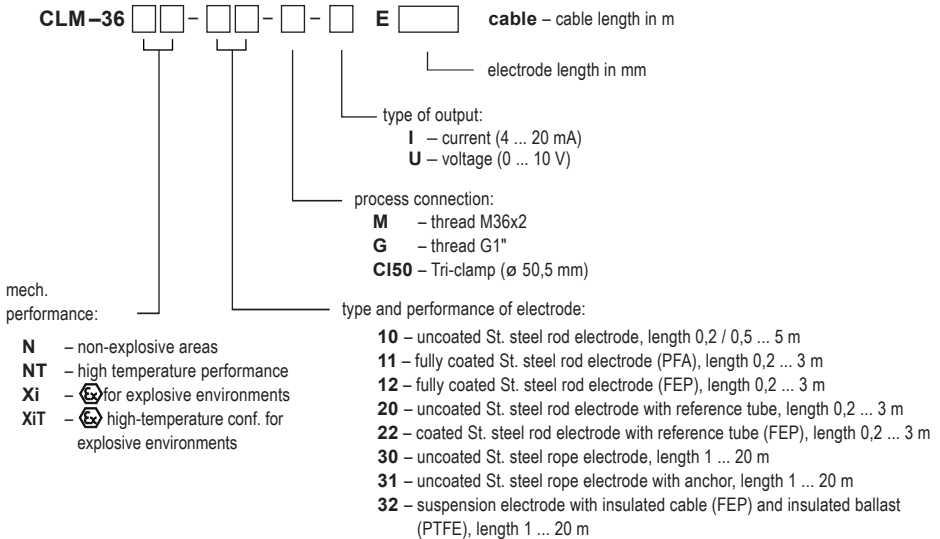 CLM–36 – – – E cable – cable length in m
electrode length in mm
type of output:
I – current (4 ... 20 mA)
U – voltage (0 ... 10 V)
process connection:
M – thread M36x2
G – thread G1"
Cl50 – Tri-clamp (ø 50,5 mm)
mech.
performance:
N – non-explosive areas
NT – high temperature performance
Xi – Ex for explosive environments
XiT – Ex high-temperature conf. for
explosive environments
type and performance of electrode:
10 – uncoated St. steel rod electrode, length 0,2 / 0,5 ... 5 m
11 – fully coated St. steel rod electrode (PFA), length 0,2 ... 3 m
12 – fully coated St. steel rod electrode (FEP), length 0,2 ... 3 m
20 – uncoated St. steel rod electrode with reference tube, length 0,2 ... 3 m
22 – coated St. steel rod electrode with reference tube (FEP), length 0,2 ... 3 m
30 – uncoated St. steel rope electrode, length 1 ... 20 m
31 – uncoated St. steel rope electrode with anchor, length 1 ... 20 m
32 – suspension electrode with insulated cable (FEP) and insulated ballast
(PTFE), length 1 ... 20 m